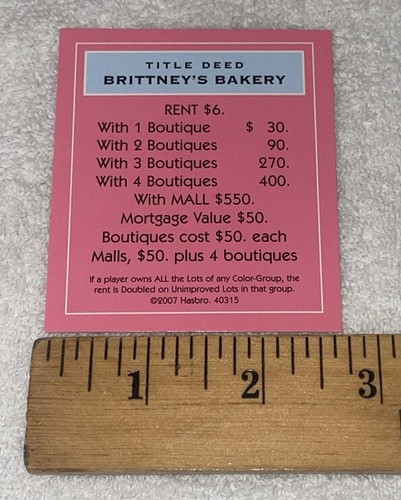 TITLE DEED
BRITTNEY'S BAKERY
RENT $6.
With 1 Boutique $ 30.
With 2 Boutiques 90.
With 3 Boutiques 270.
With 4 Boutiques 400.
With MALL $550.
Mortgage Value $50.
Boutiques cost $50. each
Malls, $50. plus 4 boutiques
If a player owns ALL the Lots of any Color-Group, the
rent is Doubled on Unimproved Lots in that group.
©2007 Hasbro. 40315
1 2 3